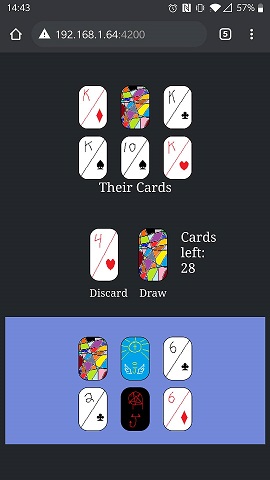 14:43
57%
192.168.1.64:4200
5
K K
K 10 K
Their Cards
4
Cards
left:
28
Discard Draw
6
2 J 6